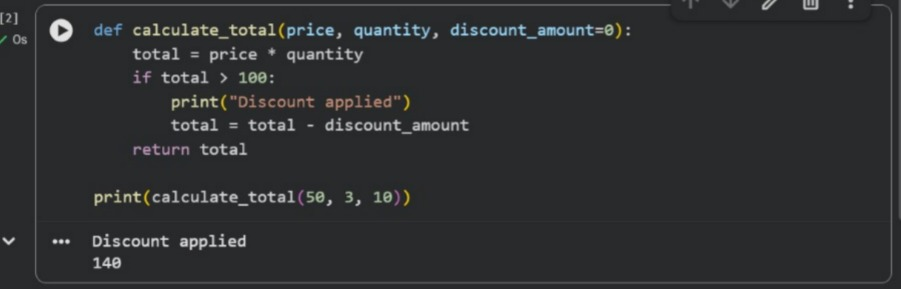 [2]
0s
def calculate_total(price, quantity, discount_amount=0):
    total = price * quantity
    if total > 100:
        print("Discount applied")
        total = total - discount_amount
    return total

print(calculate_total(50, 3, 10))
Discount applied
140